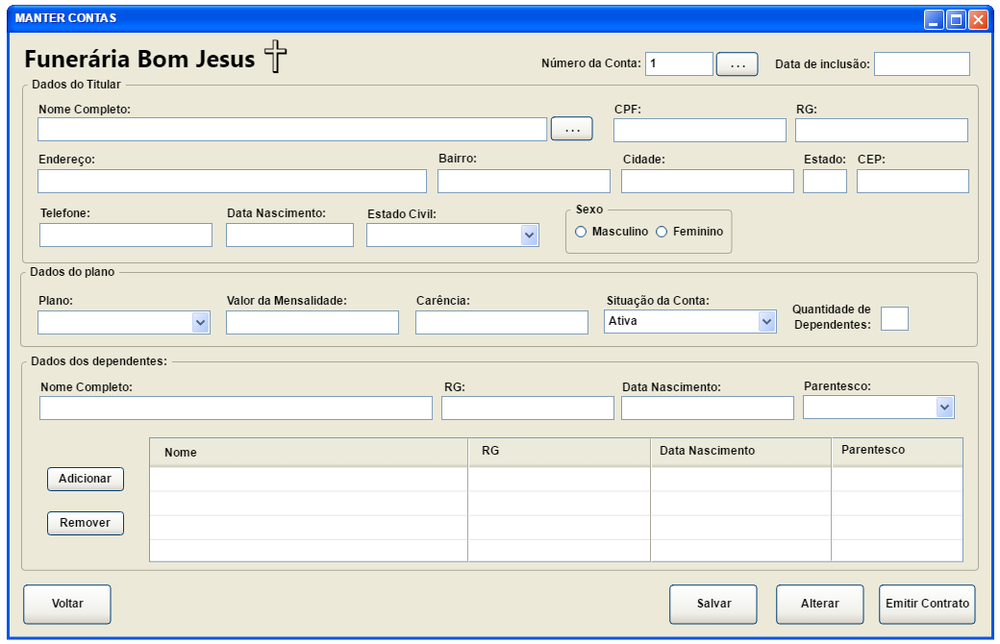 MANTER CONTAS
Funerária Bom Jesus
Número da Conta: 1 ... Data de inclusão:
Dados do Titular
Nome Completo: ... CPF: RG:
Endereço: Bairro: Cidade: Estado: CEP:
Telefone: Data Nascimento: Estado Civil: Sexo
Masculino Feminino
Dados do plano
Plano: Valor da Mensalidade: Carência: Situação da Conta:
Ativa
Quantidade de
Dependentes:
Dados dos dependentes:
Nome Completo: RG: Data Nascimento: Parentesco:
Nome RG Data Nascimento Parentesco
Adicionar
Remover
Voltar Salvar Alterar Emitir Contrato